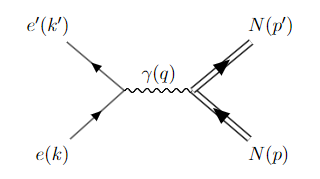 e′(k′) N(p′)
γ(q)
e(k) N(p)